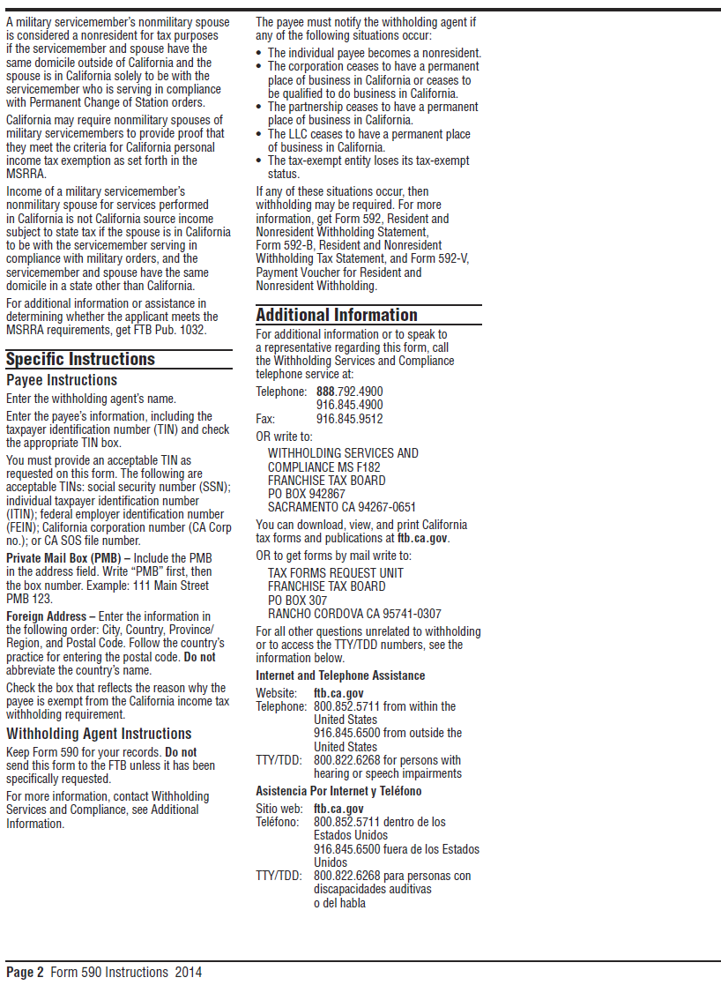 A military servicemember's nonmilitary spouse
is considered a nonresident for tax purposes
if the servicemember and spouse have the
same domicile outside of California and the
spouse is in California solely to be with the
servicemember who is serving in compliance
with Permanent Change of Station orders.
California may require nonmilitary spouses of
military servicemembers to provide proof that
they meet the criteria for California personal
income tax exemption as set forth in the
MSRRA.
Income of a military servicemember's
nonmilitary spouse for services performed
in California is not California source income
subject to state tax if the spouse is in California
to be with the servicemember serving in
compliance with military orders, and the
servicemember and spouse have the same
domicile in a state other than California.
For additional information or assistance in
determining whether the applicant meets the
MSRRA requirements, get FTB Pub. 1032.
Specific Instructions
Payee Instructions
Enter the withholding agent's name.
Enter the payee's information, including the
taxpayer identification number (TIN) and check
the appropriate TIN box.
You must provide an acceptable TIN as
requested on this form. The following are
acceptable TINs: social security number (SSN);
individual taxpayer identification number
(ITIN); federal employer identification number
(FEIN); California corporation number (CA Corp
no.); or CA SOS file number.
Private Mail Box (PMB) – Include the PMB
in the address field. Write “PMB” first, then
the box number. Example: 111 Main Street
PMB 123.
Foreign Address – Enter the information in
the following order: City, Country, Province/
Region, and Postal Code. Follow the country's
practice for entering the postal code. Do not
abbreviate the country's name.
Check the box that reflects the reason why the
payee is exempt from the California income tax
withholding requirement.
Withholding Agent Instructions
Keep Form 590 for your records. Do not
send this form to the FTB unless it has been
specifically requested.
For more information, contact Withholding
Services and Compliance, see Additional
Information.
The payee must notify the withholding agent if
any of the following situations occur:
• The individual payee becomes a nonresident.
• The corporation ceases to have a permanent
place of business in California or ceases to
be qualified to do business in California.
• The partnership ceases to have a permanent
place of business in California.
• The LLC ceases to have a permanent place
of business in California.
• The tax-exempt entity loses its tax-exempt
status.
If any of these situations occur, then
withholding may be required. For more
information, get Form 592, Resident and
Nonresident Withholding Statement,
Form 592-B, Resident and Nonresident
Withholding Tax Statement, and Form 592-V,
Payment Voucher for Resident and
Nonresident Withholding.
Additional Information
For additional information or to speak to
a representative regarding this form, call
the Withholding Services and Compliance
telephone service at:
Telephone: 888.792.4900
916.845.4900
Fax: 916.845.9512
OR write to:
WITHHOLDING SERVICES AND
COMPLIANCE MS F182
FRANCHISE TAX BOARD
PO BOX 942867
SACRAMENTO CA 94267-0651
You can download, view, and print California
tax forms and publications at ftb.ca.gov.
OR to get forms by mail write to:
TAX FORMS REQUEST UNIT
FRANCHISE TAX BOARD
PO BOX 307
RANCHO CORDOVA CA 95741-0307
For all other questions unrelated to withholding
or to access the TTY/TDD numbers, see the
information below.
Internet and Telephone Assistance
Website: ftb.ca.gov
Telephone: 800.852.5711 from within the
United States
916.845.6500 from outside the
United States
TTY/TDD: 800.822.6268 for persons with
hearing or speech impairments
Asistencia Por Internet y Teléfono
Sitio web: ftb.ca.gov
Teléfono: 800.852.5711 dentro de los
Estados Unidos
916.845.6500 fuera de los Estados
Unidos
TTY/TDD: 800.822.6268 para personas con
discapacidades auditivas
o del habla
Page 2 Form 590 Instructions 2014